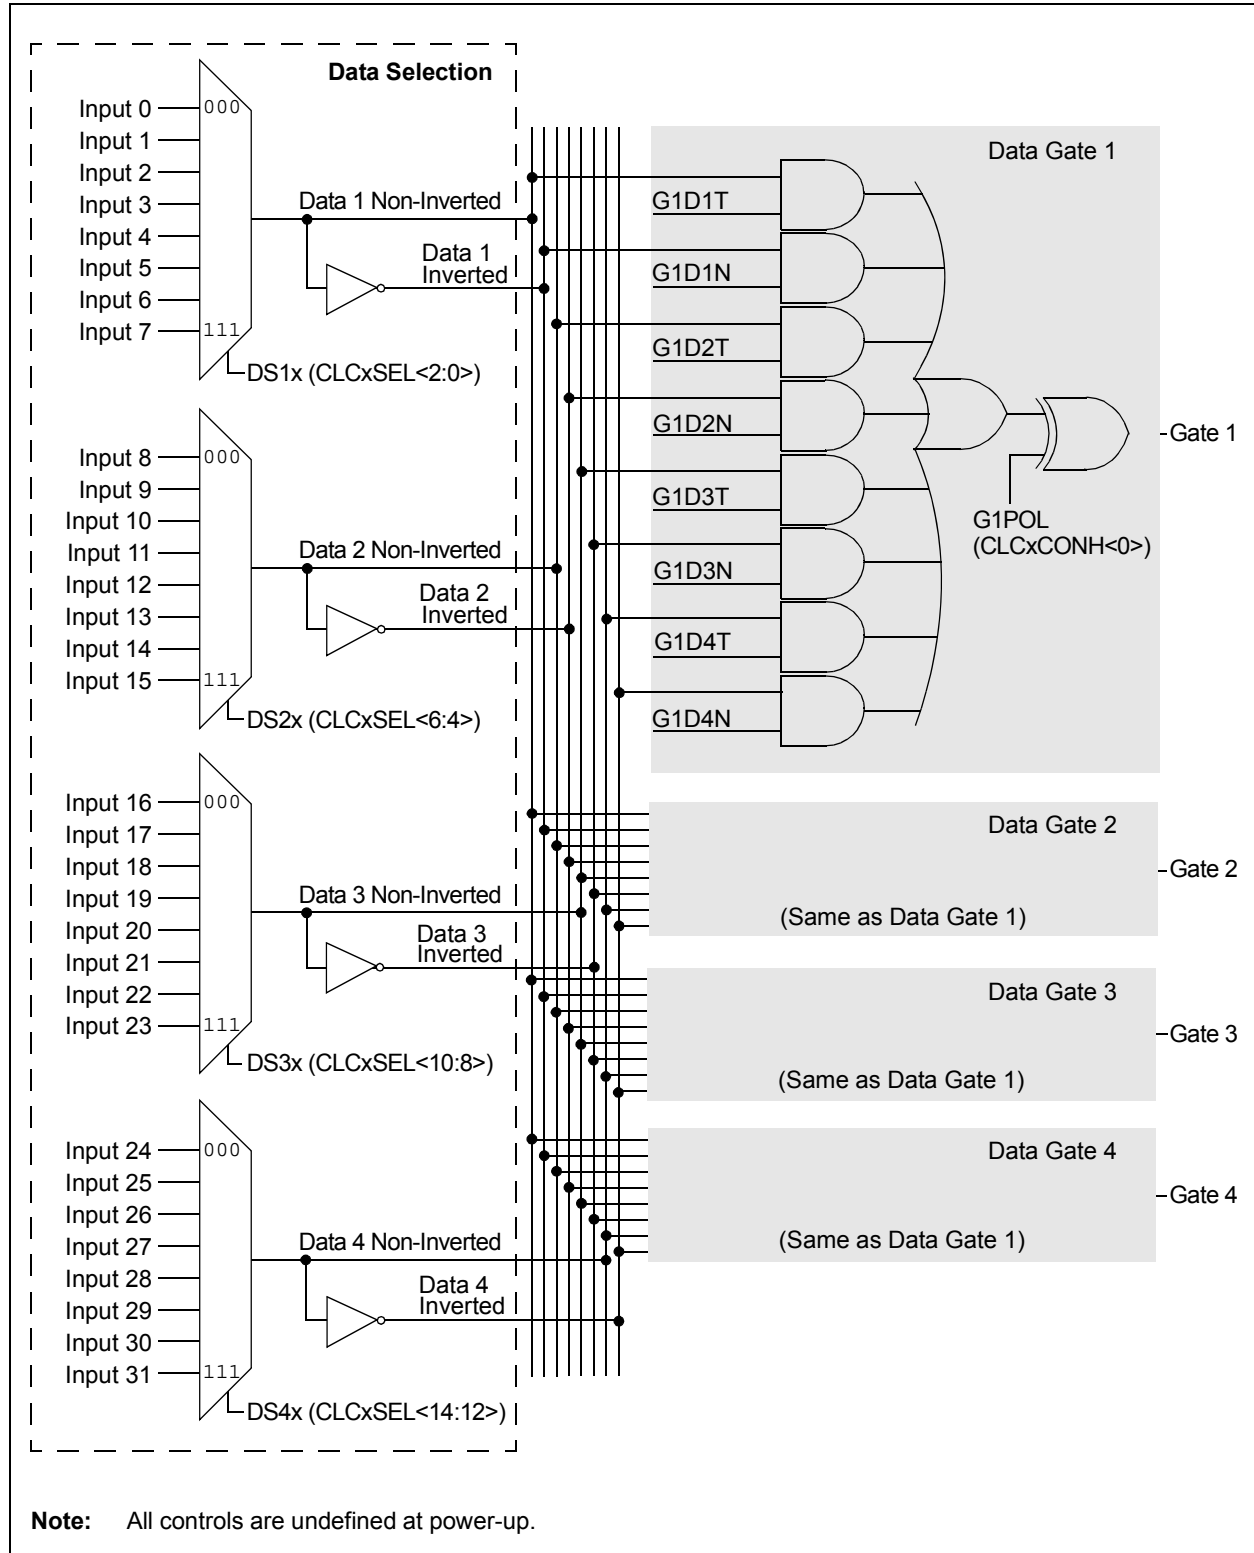 Data Selection
Input 0
000
Input 1
Input 2
Input 3
Input 4
Input 5
Input 6
Input 7
111
Data 1 Non-Inverted
Data 1
Inverted
DS1x (CLCxSEL<2:0>)
Input 8
000
Input 9
Input 10
Input 11
Input 12
Input 13
Input 14
Input 15
111
Data 2 Non-Inverted
Data 2
Inverted
DS2x (CLCxSEL<6:4>)
Input 16
000
Input 17
Input 18
Input 19
Input 20
Input 21
Input 22
Input 23
111
Data 3 Non-Inverted
Data 3
Inverted
DS3x (CLCxSEL<10:8>)
Input 24
000
Input 25
Input 26
Input 27
Input 28
Input 29
Input 30
Input 31
111
Data 4 Non-Inverted
Data 4
Inverted
DS4x (CLCxSEL<14:12>)
Data Gate 1
G1D1T
G1D1N
G1D2T
G1D2N
G1D3T
G1D3N
G1D4T
G1D4N
G1POL
(CLCxCONH<0>)
Gate 1
Data Gate 2
(Same as Data Gate 1)
Gate 2
Data Gate 3
(Same as Data Gate 1)
Gate 3
Data Gate 4
(Same as Data Gate 1)
Gate 4
Note: All controls are undefined at power-up.